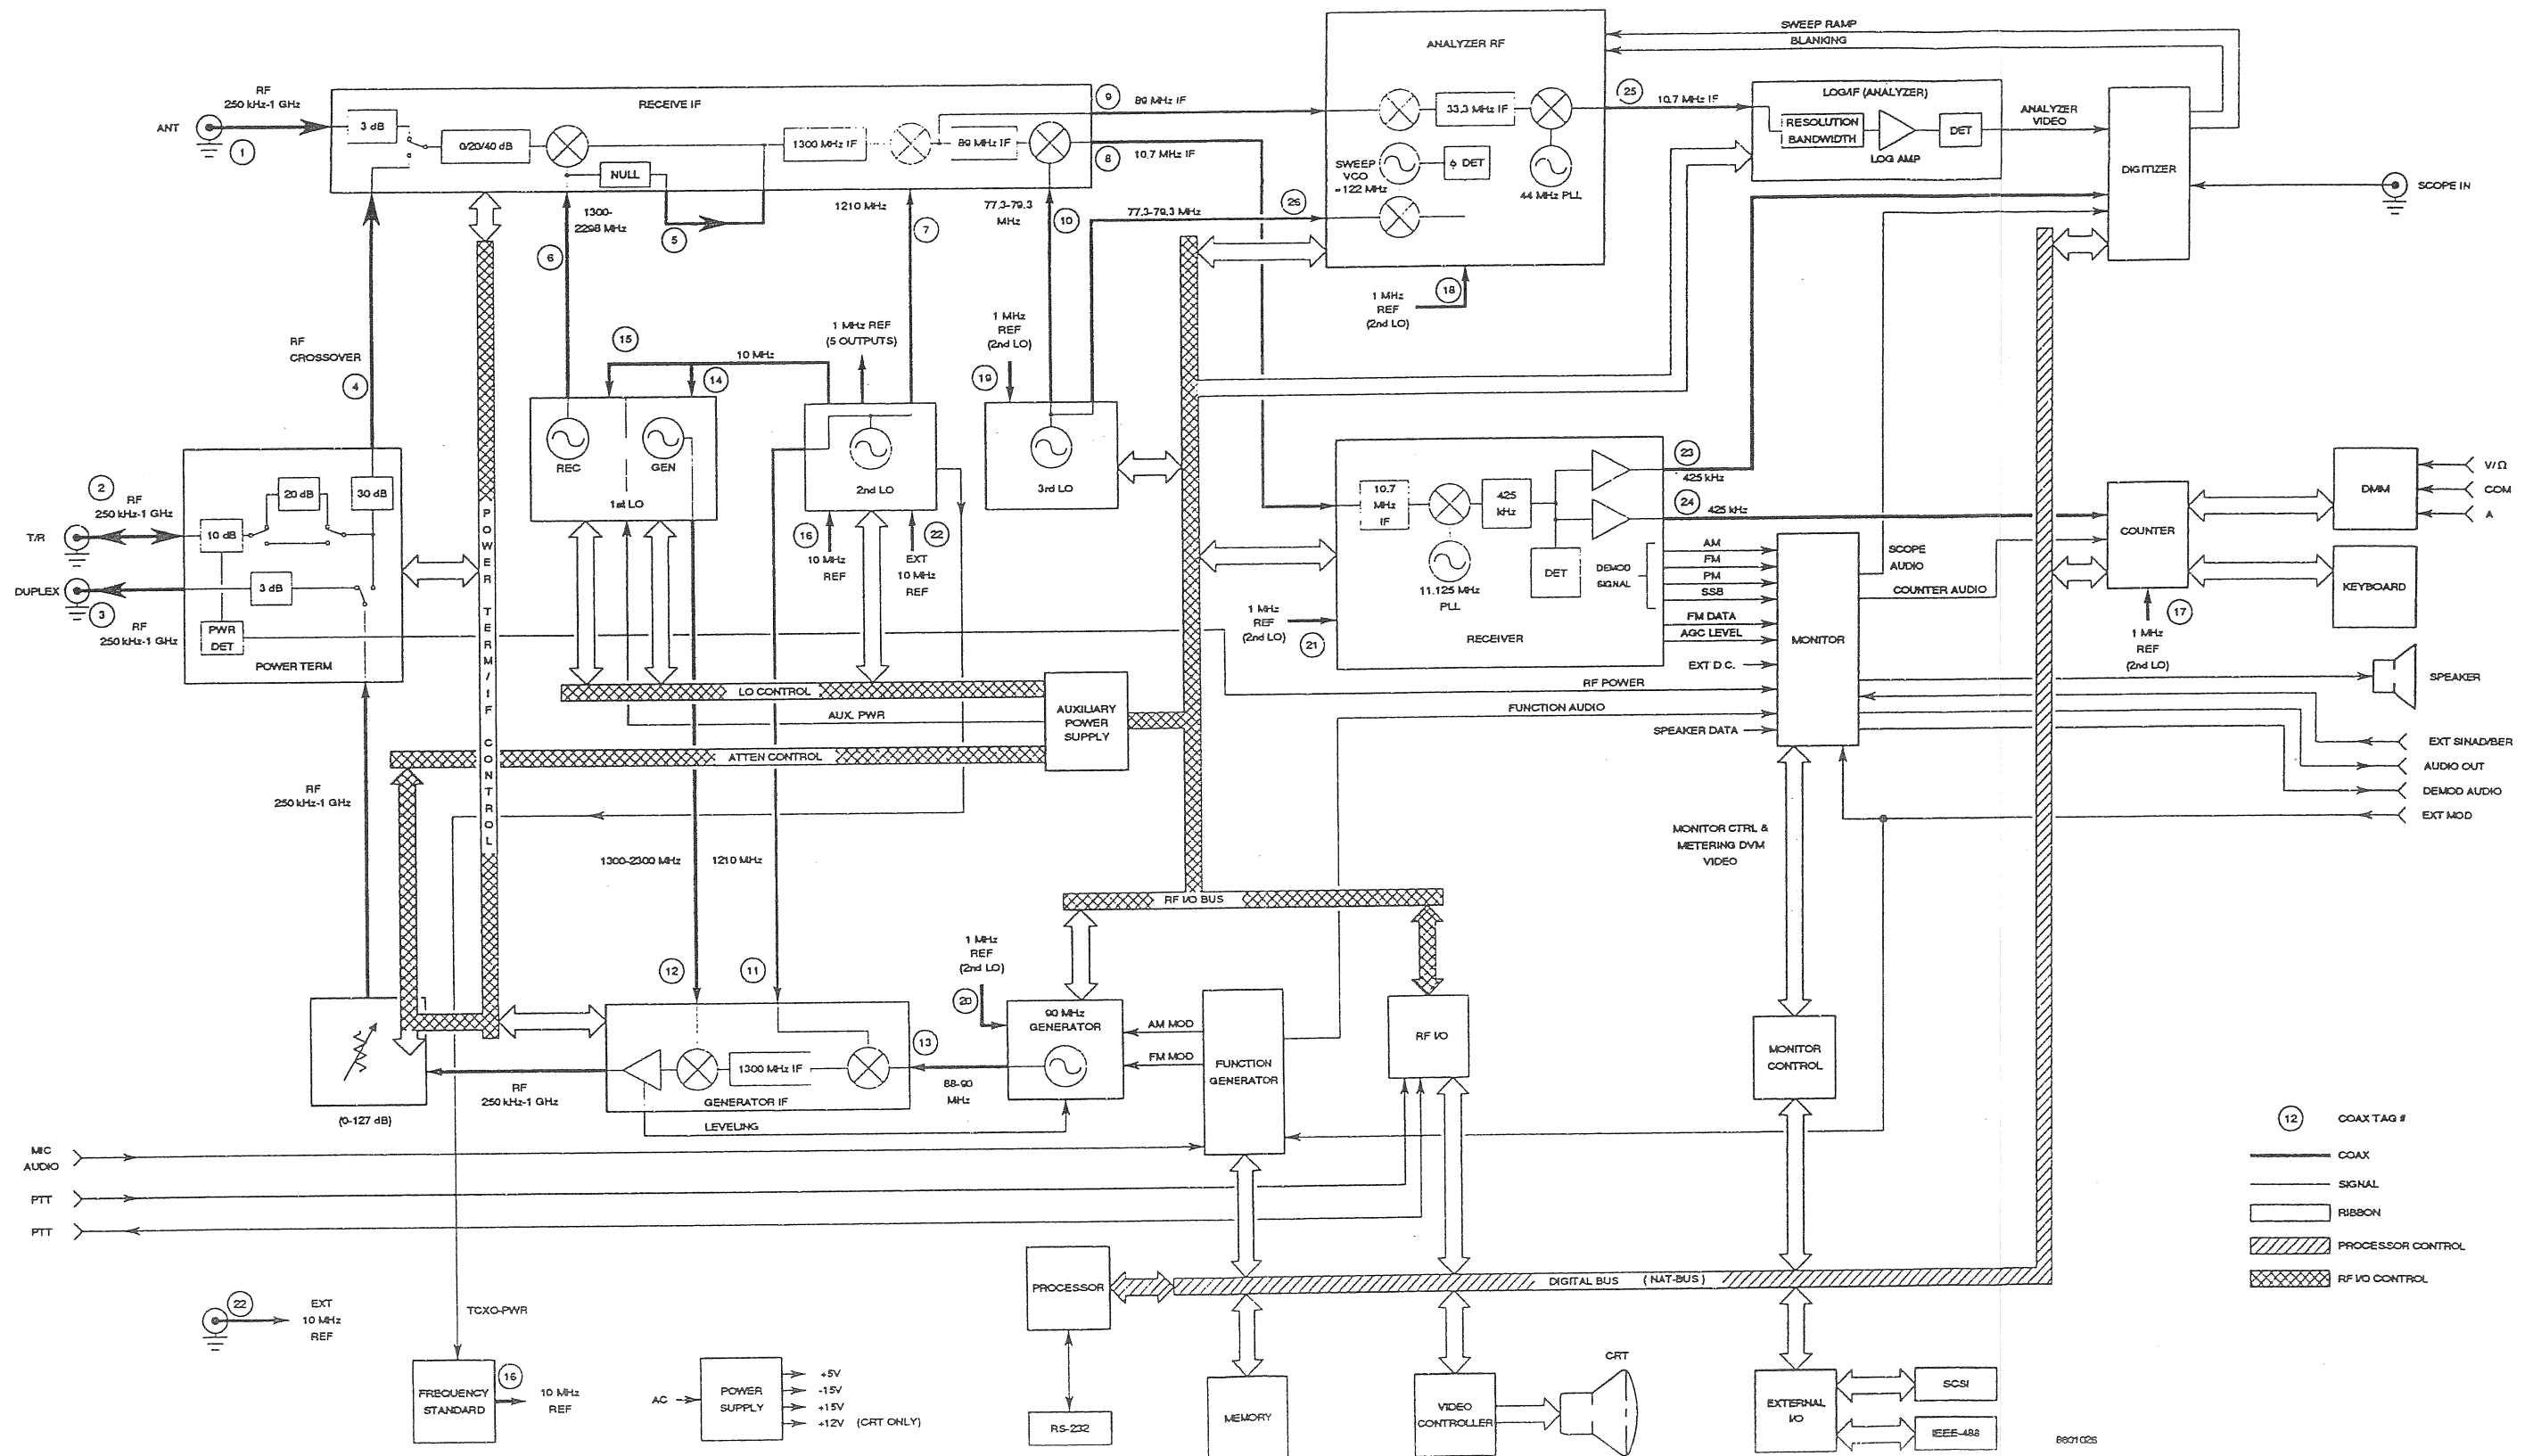 SWEEP RAMP
BLANKING
ANALYZER RF
RF
250 kHz-1 GHz
ANT
1
RECEIVE IF
3 dB
0/20/40 dB
NULL
1300 MHz IF
89 MHz IF
9
89 MHz IF
8
10.7 MHz IF
33.3 MHz IF
SWEEP
VCO
≈122 MHz
φ DET
44 MHz PLL
25
10.7 MHz IF
LOG/IF (ANALYZER)
RESOLUTION
BANDWIDTH
DET
LOG AMP
ANALYZER
VIDEO
DIGITIZER
SCOPE IN
1300-
2298 MHz
6
5
1210 MHz
7
77.3-79.3
MHz
10
77.3-79.3 MHz
26
1 MHz
REF
(2nd LO)
18
RF
CROSSOVER
4
15
14
10 MHz
1 MHz REF
(5 OUTPUTS)
1 MHz
REF
(2nd LO)
19
REC
GEN
1st LO
2nd LO
3rd LO
16
10 MHz
REF
22
EXT
10 MHz
REF
2
RF
250 kHz-1 GHz
T/R
DUPLEX
3
RF
250 kHz-1 GHz
10 dB
20 dB
30 dB
3 dB
PWR
DET
POWER TERM
POWER TERM/IF CONTROL
10.7
MHz
IF
425
kHz
11.125 MHz
PLL
DET
DEMOD
SIGNAL
RECEIVER
1 MHz
REF
(2nd LO)
21
23
425 kHz
24
425 kHz
AM
FM
PM
SSB
FM DATA
AGC LEVEL
EXT D.C.
RF POWER
FUNCTION AUDIO
SPEAKER DATA
MONITOR
SCOPE
AUDIO
COUNTER AUDIO
COUNTER
17
1 MHz
REF
(2nd LO)
DMM
V/Ω
COM
A
KEYBOARD
SPEAKER
EXT SINAD/BER
AUDIO OUT
DEMOD AUDIO
EXT MOD
LO CONTROL
AUX. PWR
ATTEN CONTROL
AUXILIARY
POWER
SUPPLY
RF
250 kHz-1 GHz
1300-2300 MHz
1210 MHz
MONITOR CTRL &
METERING DVM
VIDEO
RF I/O BUS
12
11
1 MHz
REF
(2nd LO)
20
90 MHz
GENERATOR
AM MOD
FM MOD
FUNCTION
GENERATOR
RF I/O
MONITOR
CONTROL
13
88-90
MHz
1300 MHz IF
GENERATOR IF
RF
250 kHz-1 GHz
(0-127 dB)
LEVELING
MIC
AUDIO
PTT
PTT
12
COAX TAG #
COAX
SIGNAL
RIBBON
PROCESSOR CONTROL
RF I/O CONTROL
PROCESSOR
DIGITAL BUS (NAT-BUS)
22
EXT
10 MHz
REF
TCXO-PWR
FREQUENCY
STANDARD
16
10 MHz
REF
AC
POWER
SUPPLY
+5V
-15V
+15V
+12V (CRT ONLY)
RS-232
MEMORY
VIDEO
CONTROLLER
CRT
EXTERNAL
I/O
SCSI
IEEE-488
8801026